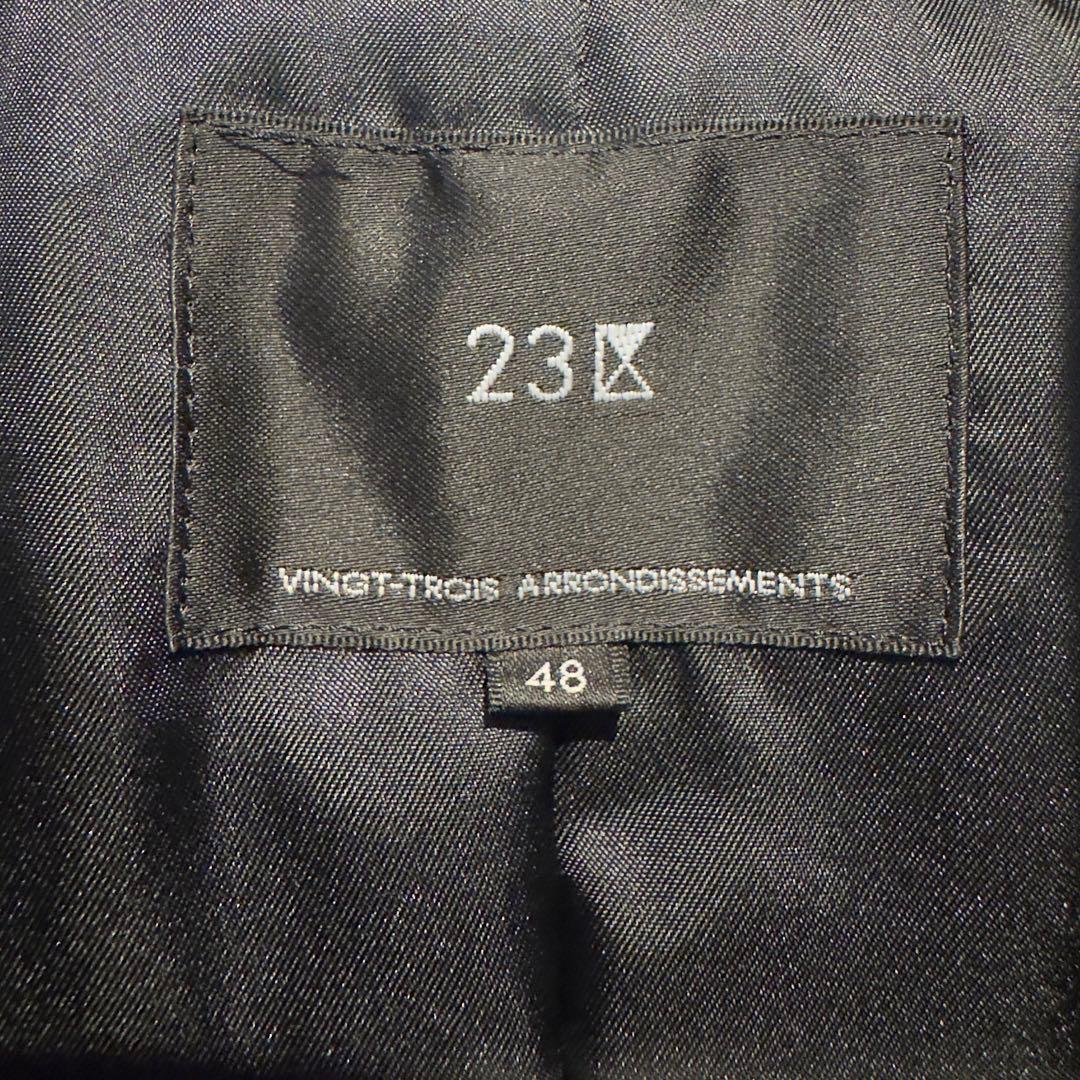 23区
VINGT-TROIS ARRONDISSEMENTS
48